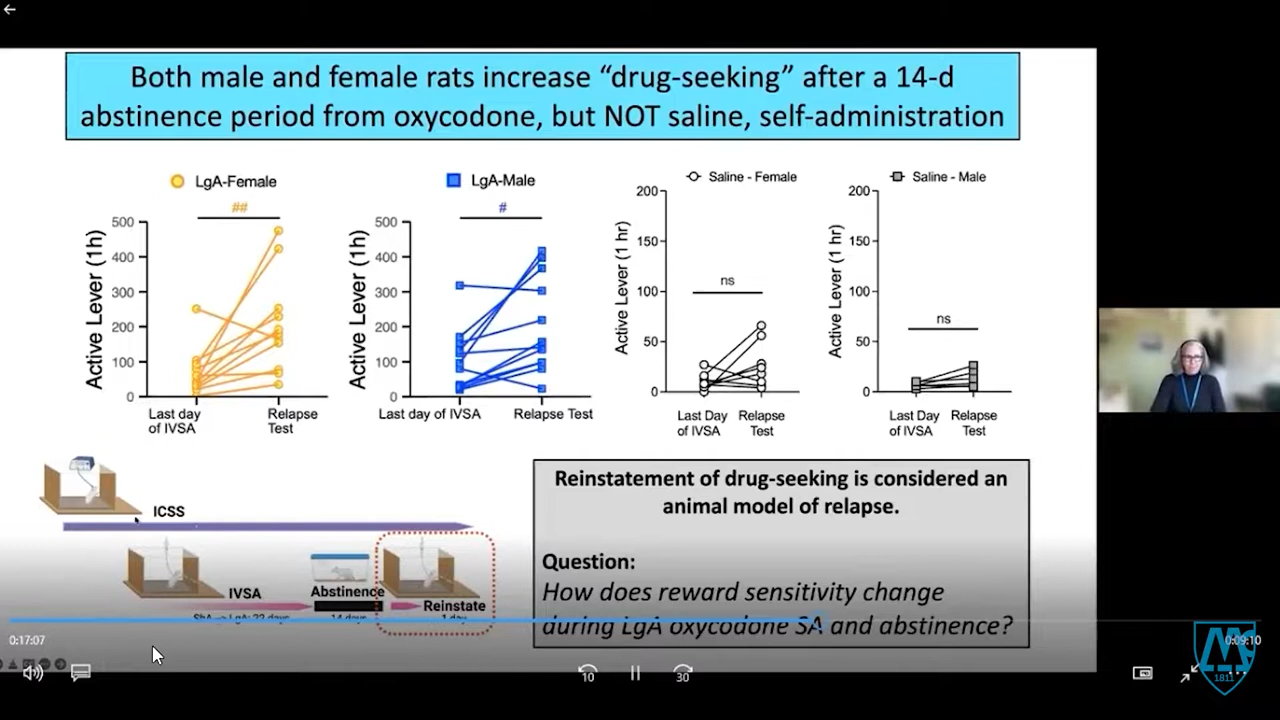 Both male and female rats increase “drug-seeking” after a 14-d
abstinence period from oxycodone, but NOT saline, self-administration
LgA-Female
##
Active Lever (1h)
500
400
300
200
100
0
Last day
of IVSA
Relapse
Test
LgA-Male
#
Active Lever (1h)
500
400
300
200
100
0
Last day of IVSA
Relapse Test
Saline - Female
ns
Active Lever (1 hr)
200
150
100
50
0
Last Day
of IVSA
Relapse
Test
Saline - Male
ns
Active Lever (1 hr)
200
150
100
50
0
Last Day
of IVSA
Relapse
Test
ICSS
IVSA
ShA -> LgA: 22 days
Abstinence
14 days
Reinstate
1 day
Reinstatement of drug-seeking is considered an
animal model of relapse.
Question:
How does reward sensitivity change
during LgA oxycodone SA and abstinence?
0:17:07
0:09:10
10
30
1811